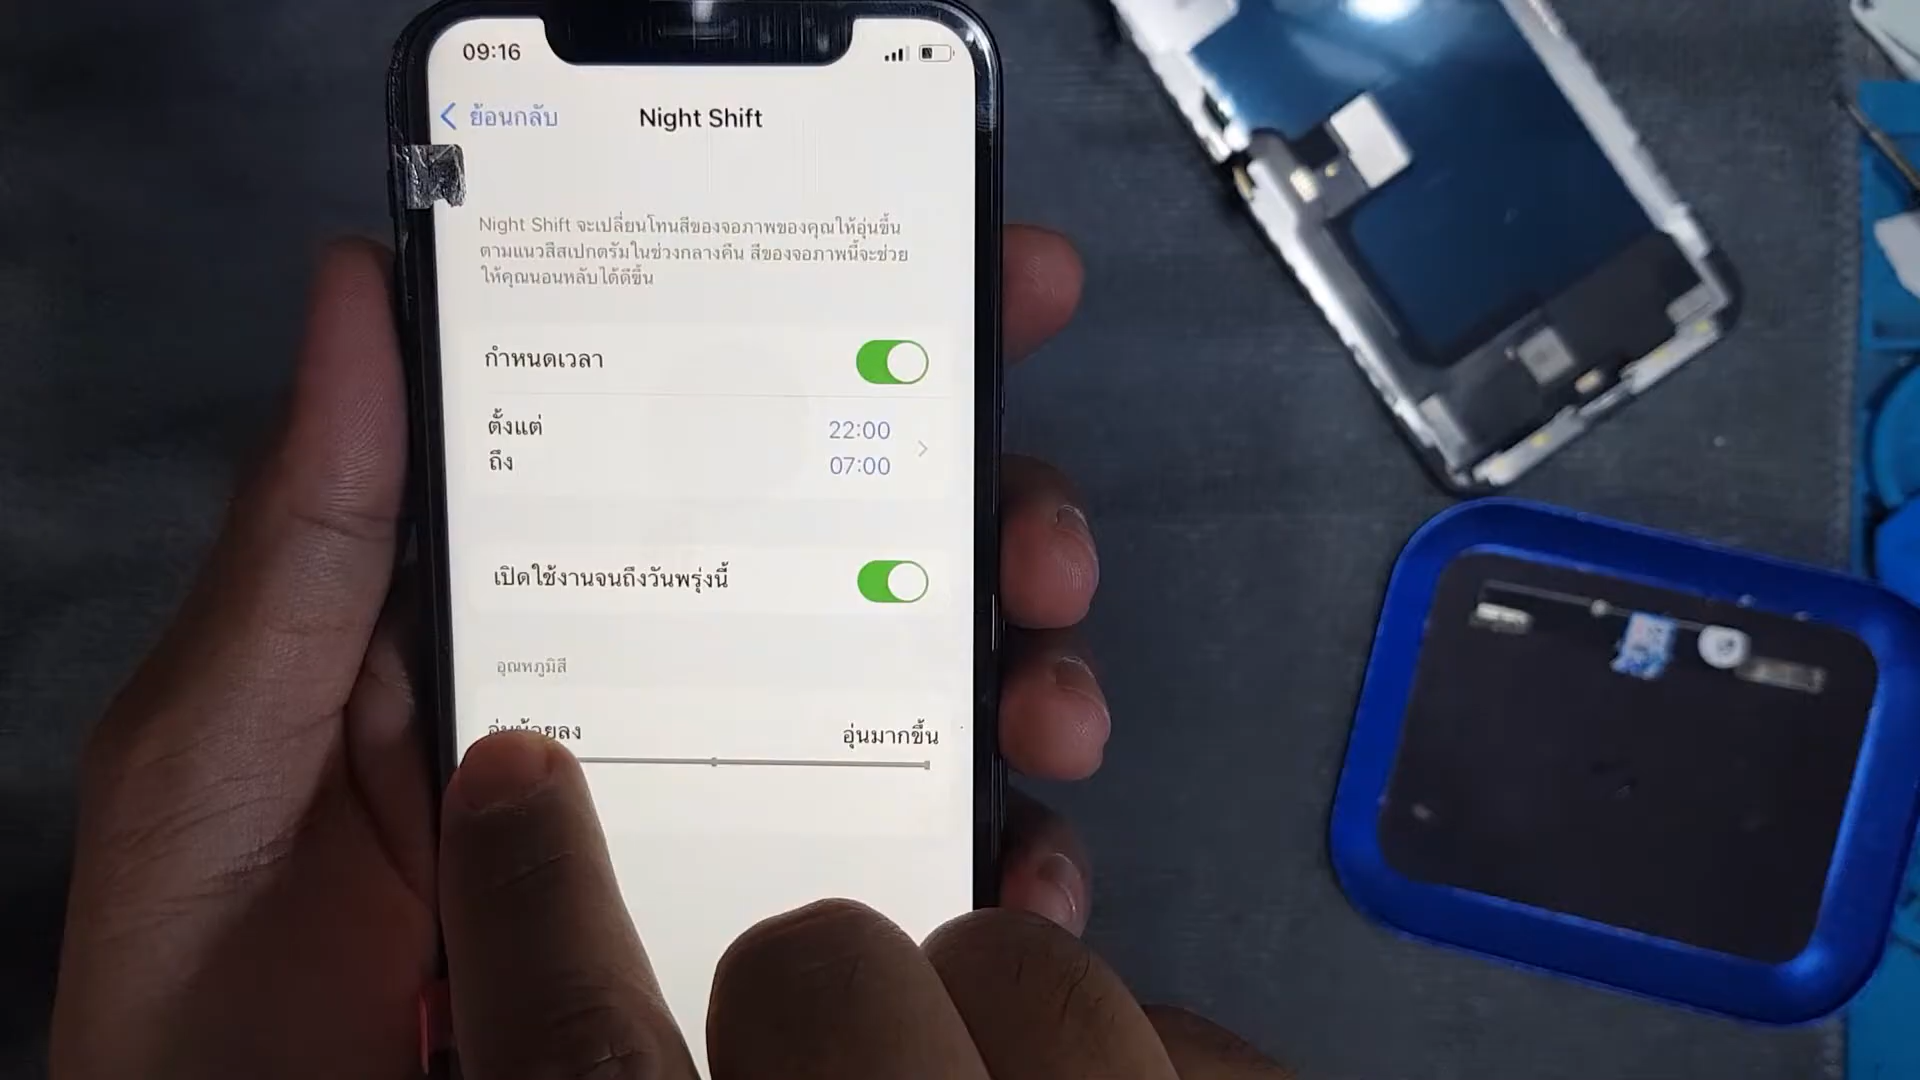 09:16
ย้อนกลับ
Night Shift
Night Shift จะเปลี่ยนโทนสีของจอภาพของคุณให้อุ่นขึ้น
ตามแนวสีสเปกตรัมในช่วงกลางคืน สีของจอภาพนี้จะช่วย
ให้คุณนอนหลับได้ดีขึ้น
กำหนดเวลา
ตั้งแต่ 22:00
ถึง 07:00
เปิดใช้งานจนถึงวันพรุ่งนี้
อุณหภูมิสี
อุ่นน้อยลง อุ่นมากขึ้น